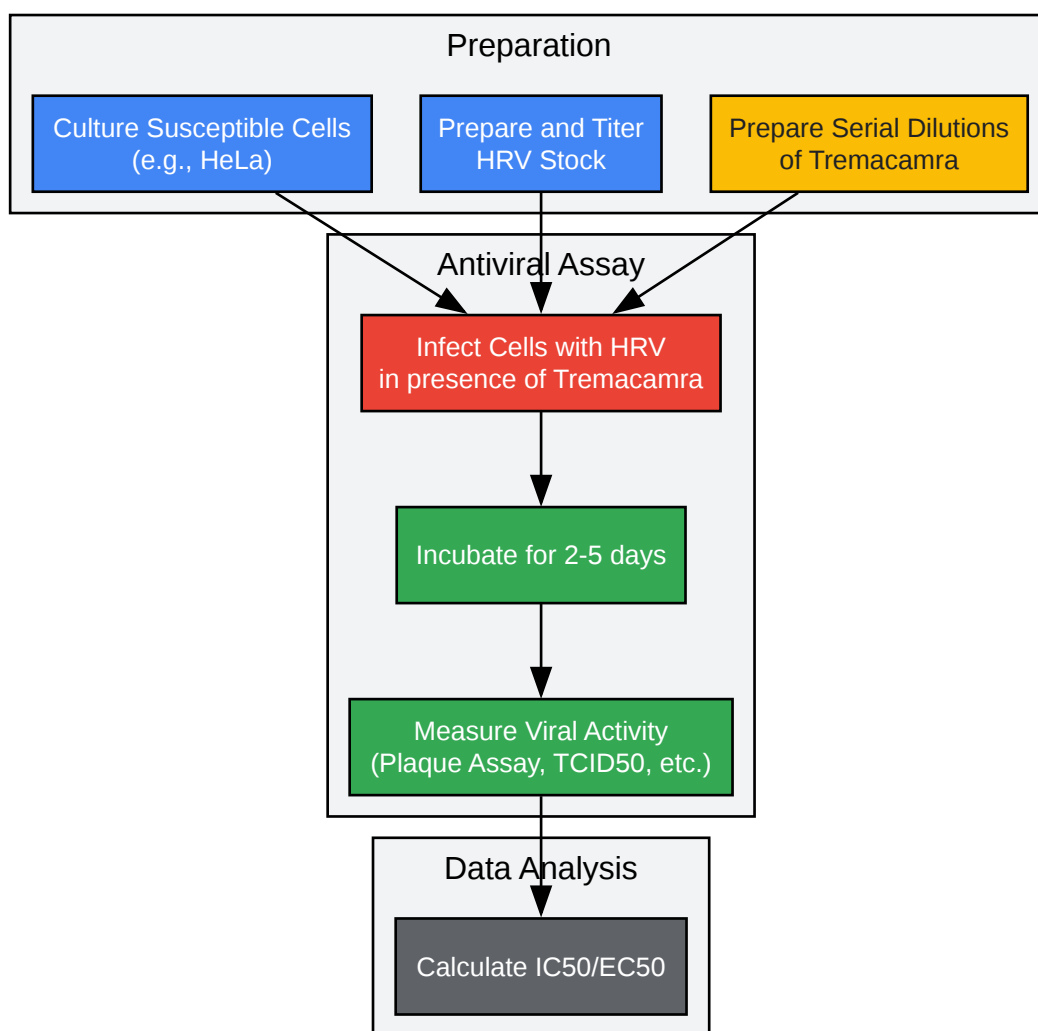 Preparation
Culture Susceptible Cells
(e.g., HeLa)
Prepare and Titer
HRV Stock
Prepare Serial Dilutions
of Tremacamra
Antiviral Assay
Infect Cells with HRV
in presence of Tremacamra
Incubate for 2-5 days
Measure Viral Activity
(Plaque Assay, TCID50, etc.)
Data Analysis
Calculate IC50/EC50